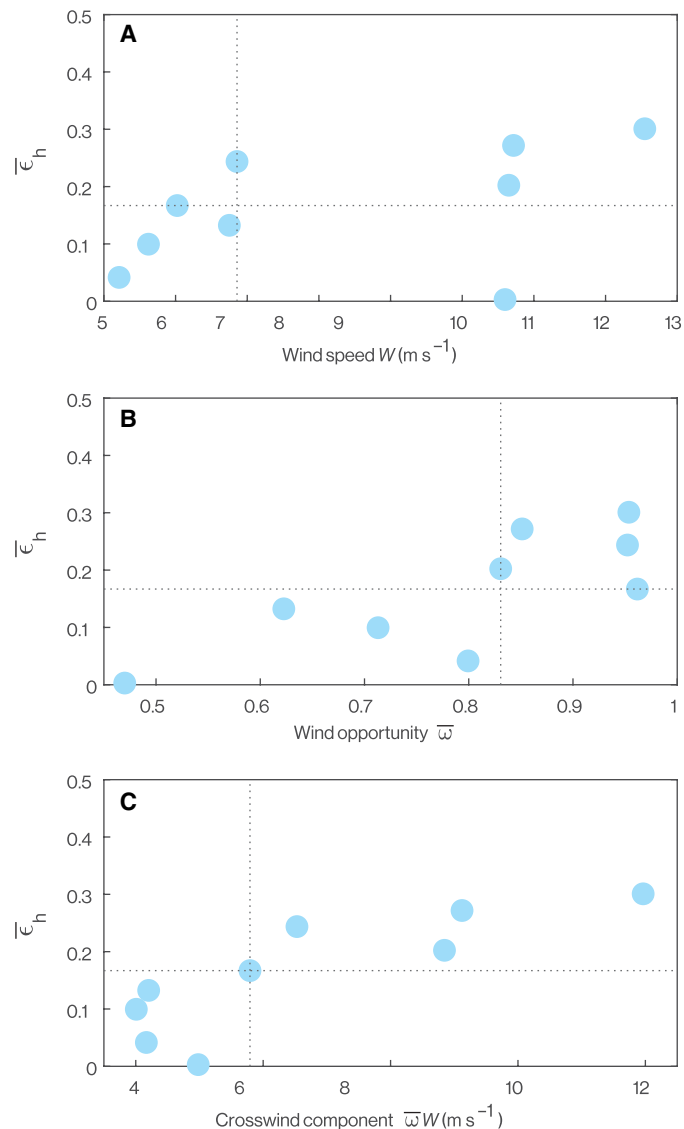 A
0.5
0.4
0.3
0.2
0.1
0
ϵ̅h
5 6 7 8 9 10 11 12 13
Wind speed W (m s⁻¹)
B
0.5
0.4
0.3
0.2
0.1
0
ϵ̅h
0.5 0.6 0.7 0.8 0.9 1
Wind opportunity ω̅
C
0.5
0.4
0.3
0.2
0.1
0
ϵ̅h
4 6 8 10 12
Crosswind component ω̅ W (m s⁻¹)